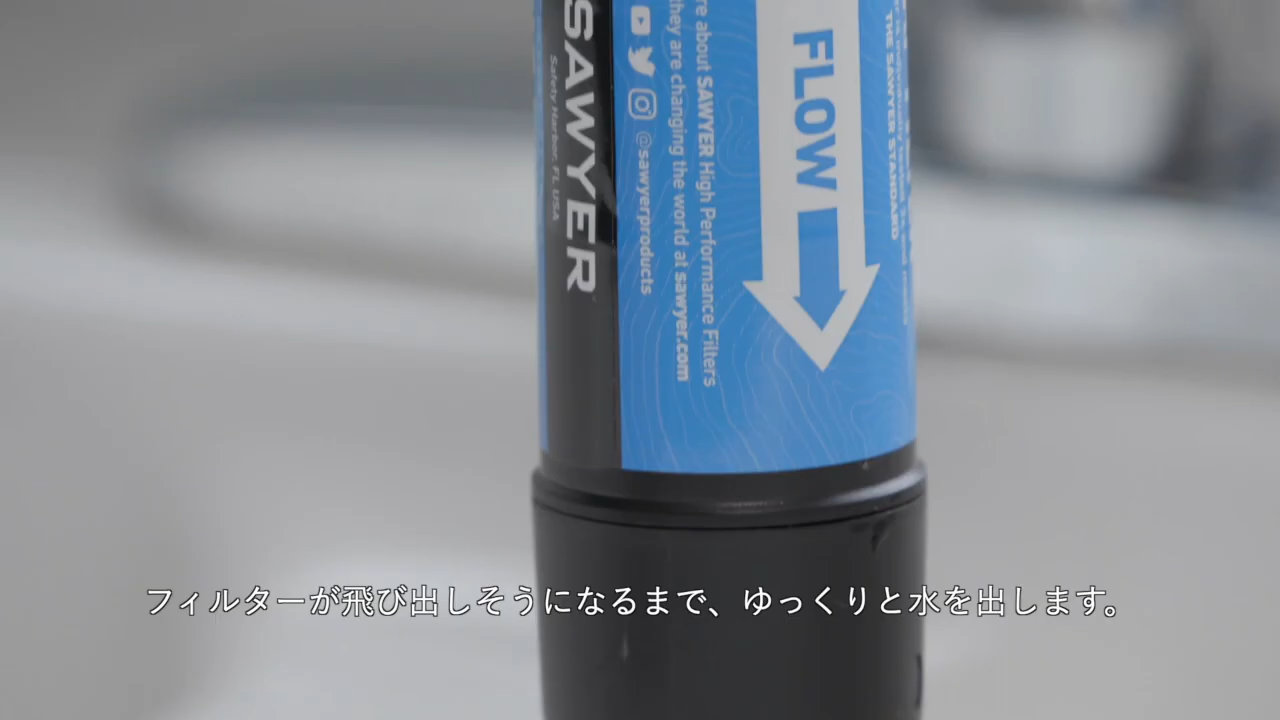 SAWYER
Safety Harbor, FL USA
@sawyerproducts
they are changing the world at sawyer.com
re about SAWYER High Performance Filters
FLOW
THE SAWYER STANDARD
フィルターが飛び出しそうになるまで、ゆっくりと水を出します。